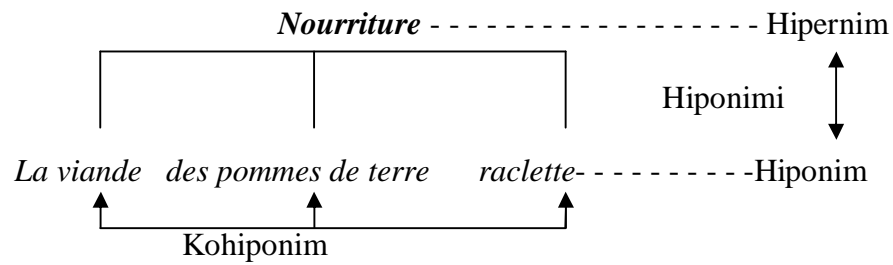 Nourriture - - - - - - - - - - - - - - - - - - Hipernim
Hiponimi
La viande des pommes de terre raclette- - - - - - - - - -Hiponim
Kohiponim